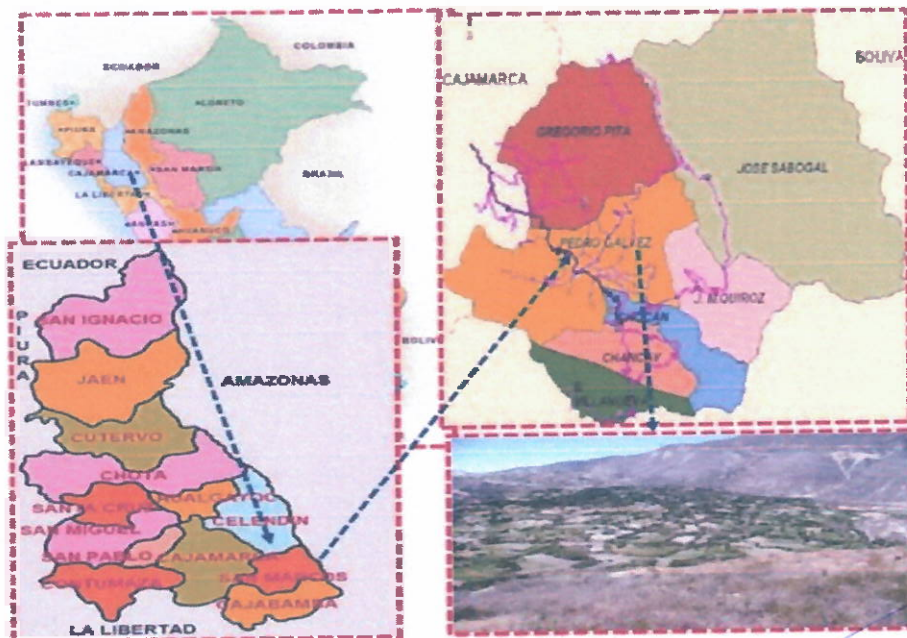 COLOMBIA
ECUADOR
TUMBES
LORETO
PIURA
AMAZONAS
LAMBAYEQUE
SAN MARTIN
CAJAMARCA
BRASIL
LA LIBERTAD
HUANUCO
BOLIVA
CAJAMARCA
GREGORIO PITA
JOSE SABOGAL
PEDRO GALVEZ
J. M QUIROZ
ICHOCAN
CHANCAY
VILLANUEVA
BOLIV
ECUADOR
PIURA
SAN IGNACIO
JAEN
AMAZONAS
CUTERVO
CHOTA
HUALGAYOC
SANTA CRUZ
CELENDIN
SAN MIGUEL
SAN PABLO
CAJAMARCA
SAN MARCOS
CONTUMAZA
CAJABAMBA
LA LIBERTAD